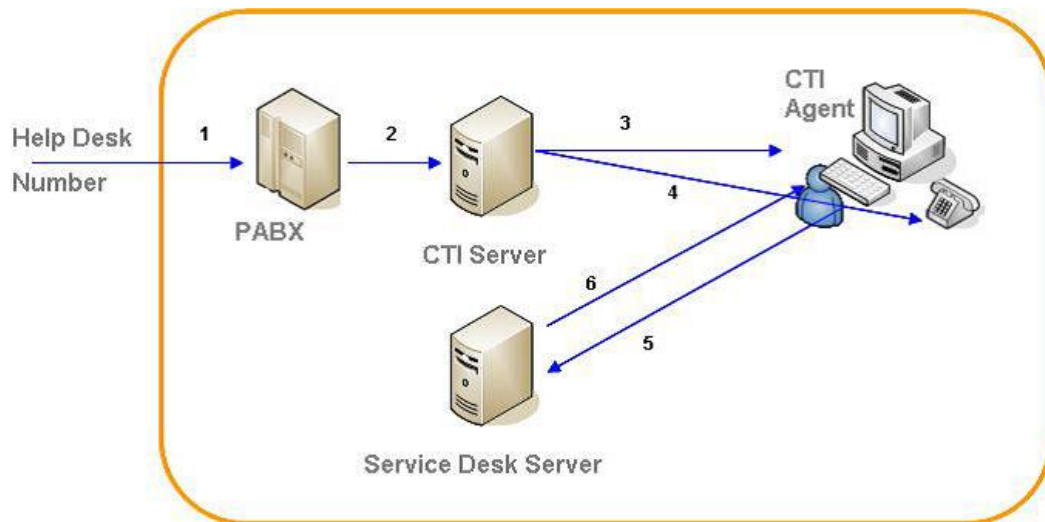 Help Desk
Number
1
PABX
2
CTI Server
3
4
CTI
Agent
6
5
Service Desk Server